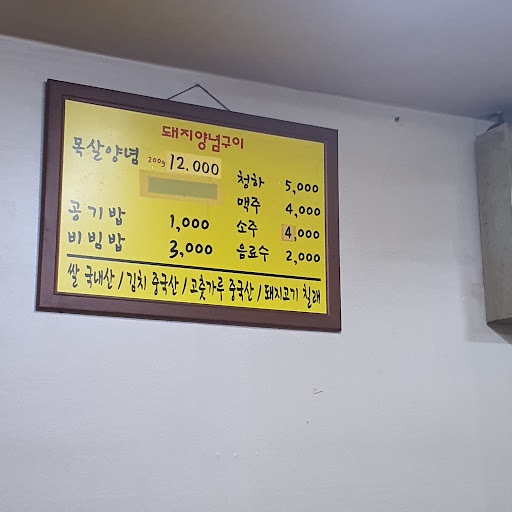 돼지양념구이
목살양념 200g 12.000
공기밥 1,000
비빔밥 3,000
청하 5,000
맥주 4,000
소주 4,000
음료수 2,000
쌀 국내산 / 김치 중국산 / 고춧가루 중국산 / 돼지고기 칠레